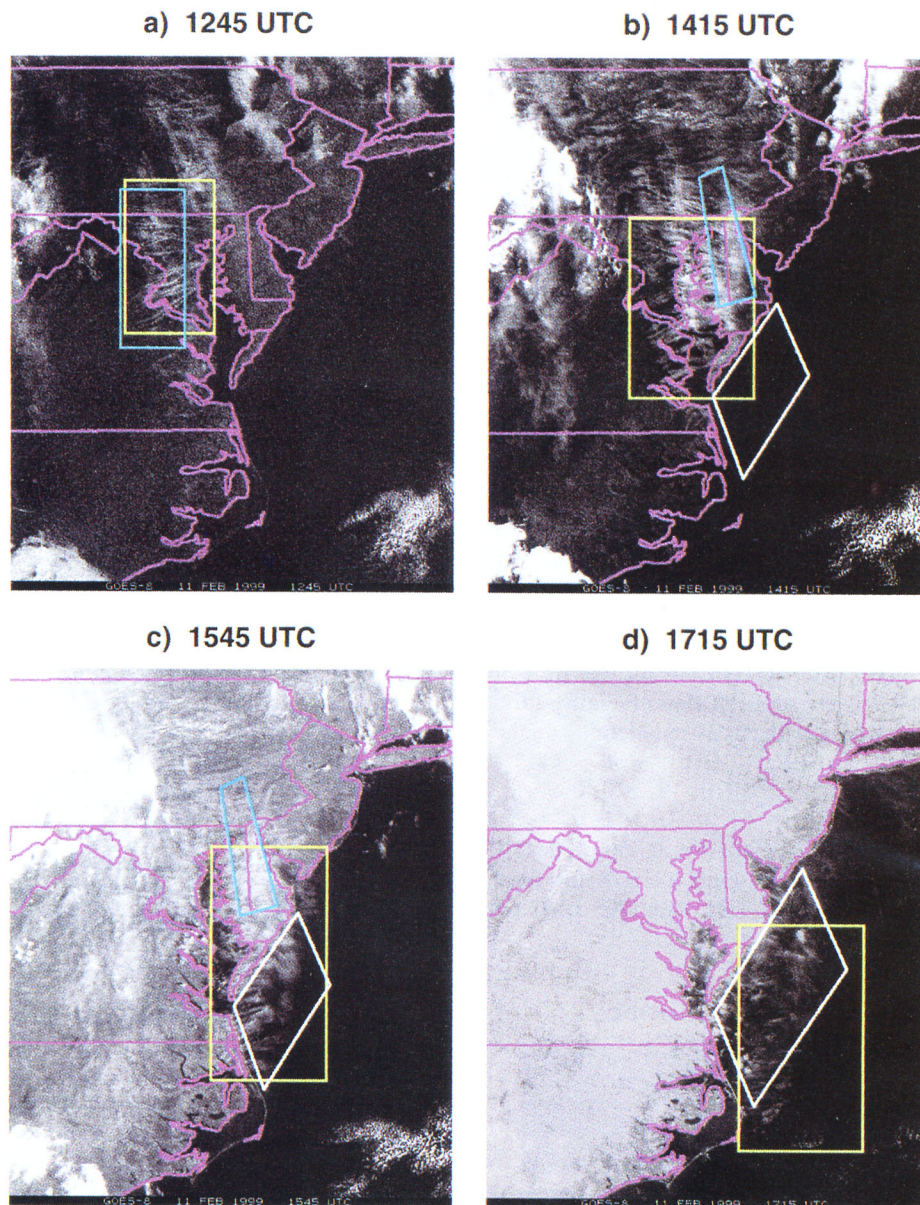 a) 1245 UTC
b) 1415 UTC
GOES-8 11 FEB 1999 1245 UTC
GOES-8 11 FEB 1999 1415 UTC
c) 1545 UTC
d) 1715 UTC
GOES-8 11 FEB 1999 1545 UTC
GOES-8 11 FEB 1999 1715 UTC